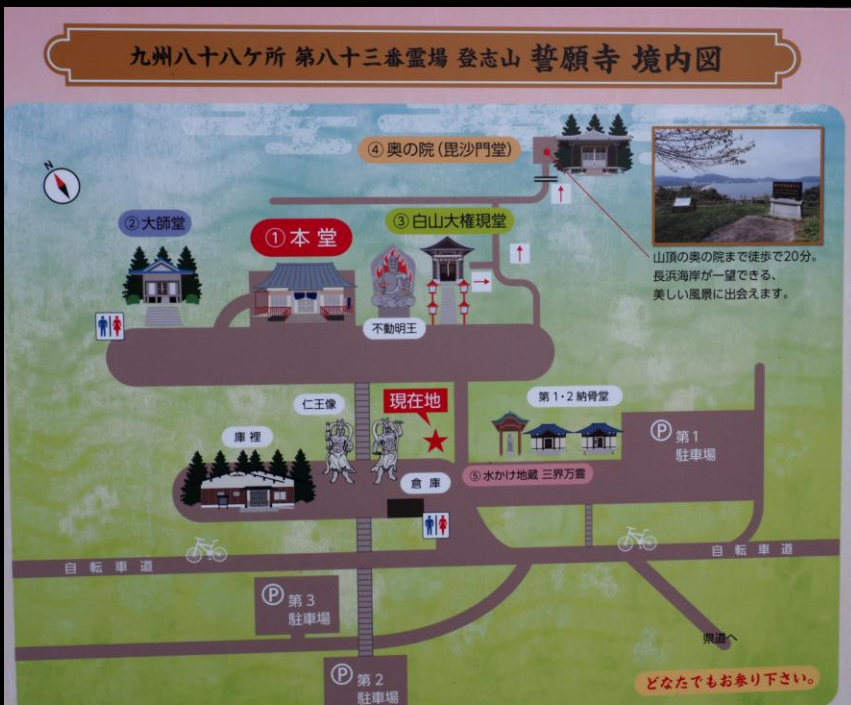 九州八十八ケ所 第八十三番霊場 登志山 誓願寺 境内図
N
④奥の院(毘沙門堂)
②大師堂
①本堂
③白山大権現堂
山頂の奥の院まで徒歩で20分。
長浜海岸が一望できる、
美しい風景に出会えます。
不動明王
仁王像
現在地
第1・2納骨堂
庫裡
P 第1
駐車場
倉庫
⑤水かけ地蔵 三界万霊
自転車道
自転車道
P 第3
駐車場
県道へ
P 第2
駐車場
どなたでもお参り下さい。